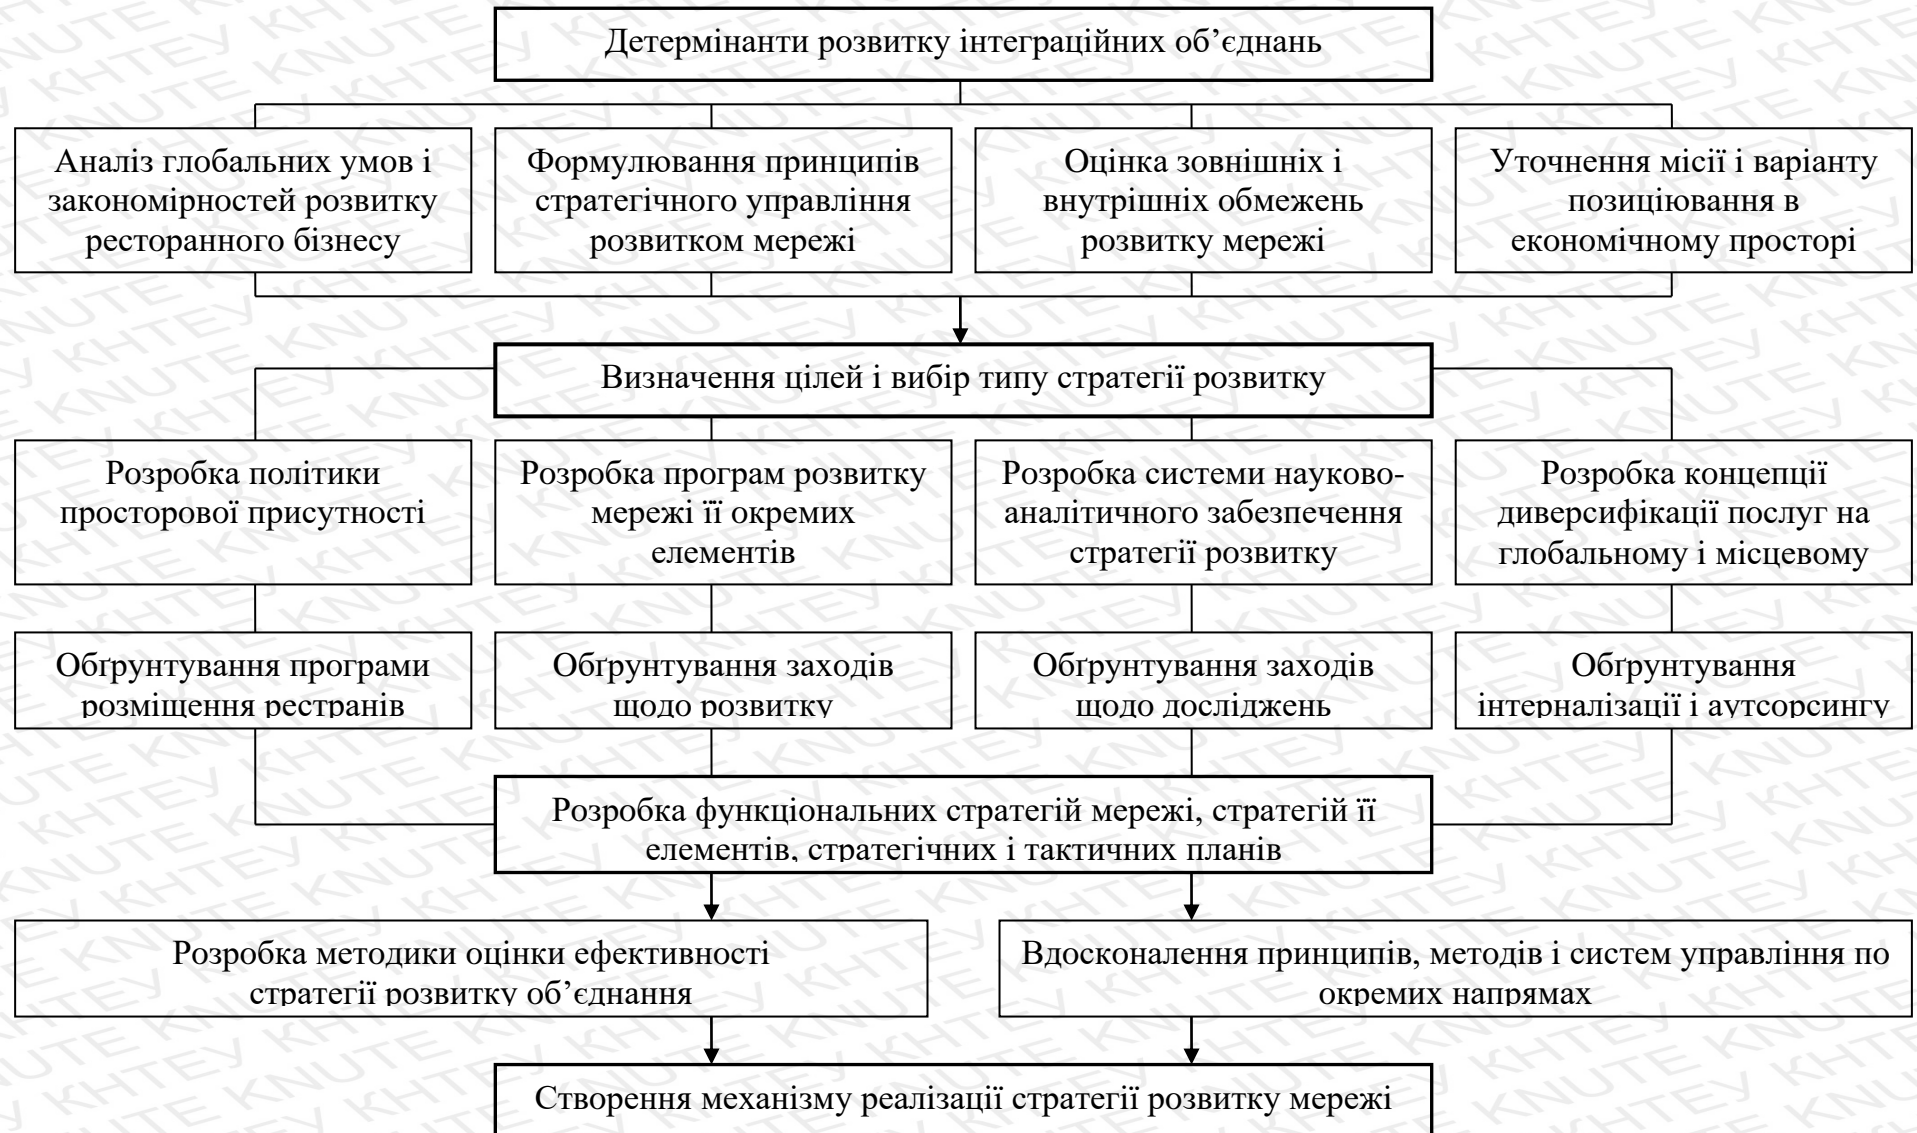 Детермінанти розвитку інтеграційних об’єднань
Аналіз глобальних умов і
закономірностей розвитку
ресторанного бізнесу
Формулювання принципів
стратегічного управління
розвитком мережі
Оцінка зовнішніх і
внутрішніх обмежень
розвитку мережі
Уточнення місії і варіанту
позиціювання в
економічному просторі
Визначення цілей і вибір типу стратегії розвитку
Розробка політики
просторової присутності
Розробка програм розвитку
мережі її окремих
елементів
Розробка системи науково-
аналітичного забезпечення
стратегії розвитку
Розробка концепції
диверсифікації послуг на
глобальному і місцевому
Обґрунтування програми
розміщення рестранів
Обґрунтування заходів
щодо розвитку
Обґрунтування заходів
щодо досліджень
Обґрунтування
інтерналізації і аутсорсингу
Розробка функціональних стратегій мережі, стратегій її
елементів, стратегічних і тактичних планів
Розробка методики оцінки ефективності
стратегії розвитку об’єднання
Вдосконалення принципів, методів і систем управління по
окремих напрямах
Створення механізму реалізації стратегії розвитку мережі